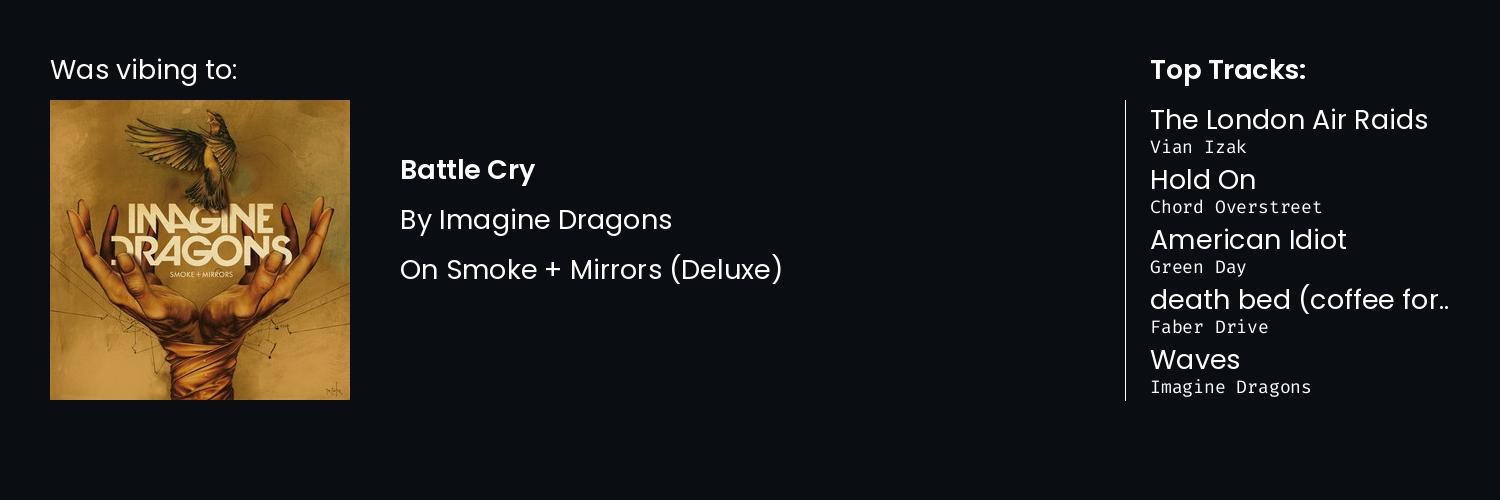 Was vibing to:
IMAGINE
DRAGONS
SMOKE + MIRRORS
Battle Cry
By Imagine Dragons
On Smoke + Mirrors (Deluxe)
Top Tracks:
The London Air Raids
Vian Izak
Hold On
Chord Overstreet
American Idiot
Green Day
death bed (coffee for..
Faber Drive
Waves
Imagine Dragons